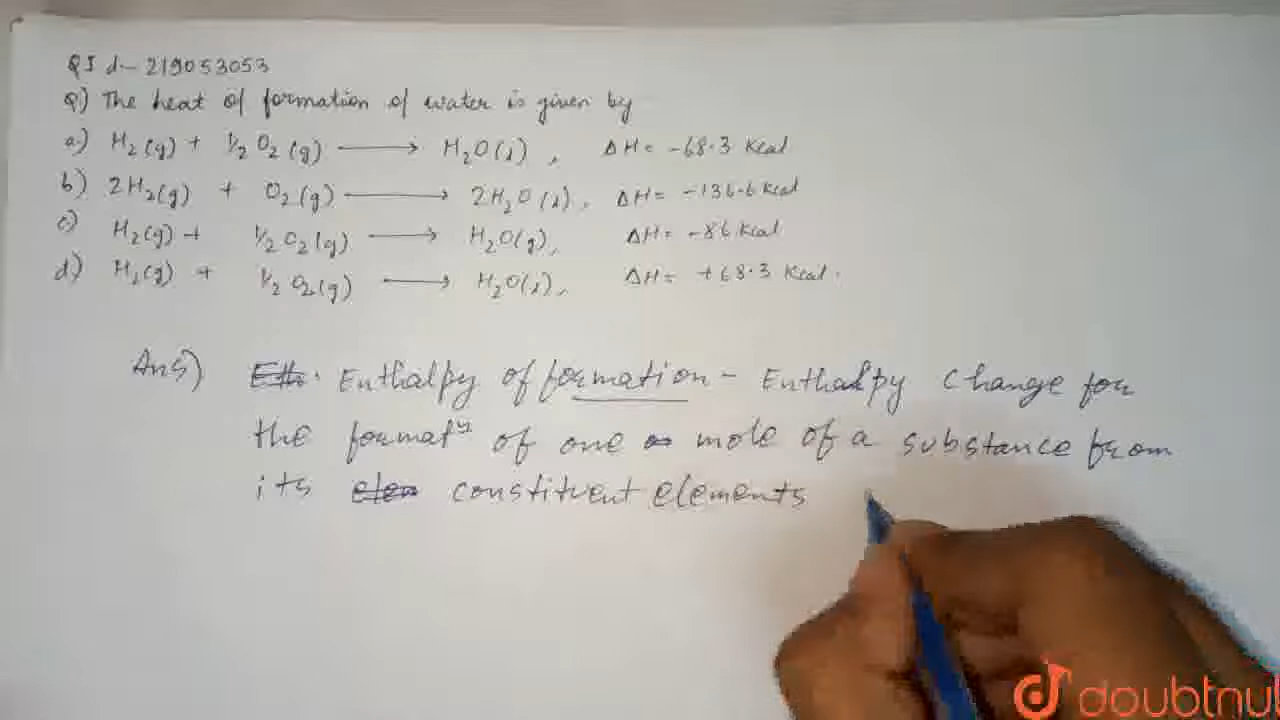 QI d- 219053053
Q) The heat of formation of water is given by
a) H2(g) + 1/2 O2(g) ⟶ H2O(l), ΔH= -68.3 Kcal
b) 2H2(g) + O2(g) ⟶ 2H2O(l), ΔH= -136.6 Kcal
c) H2(g) + 1/2 O2(g) ⟶ H2O(g), ΔH= -86 Kcal
d) H2(g) + 1/2 O2(g) ⟶ H2O(l), ΔH= +68.3 Kcal.
Ans) Enthalpy of formation - Enthalpy Change for
the formatn of one mole of a substance from
its constituent elements
doubtnut